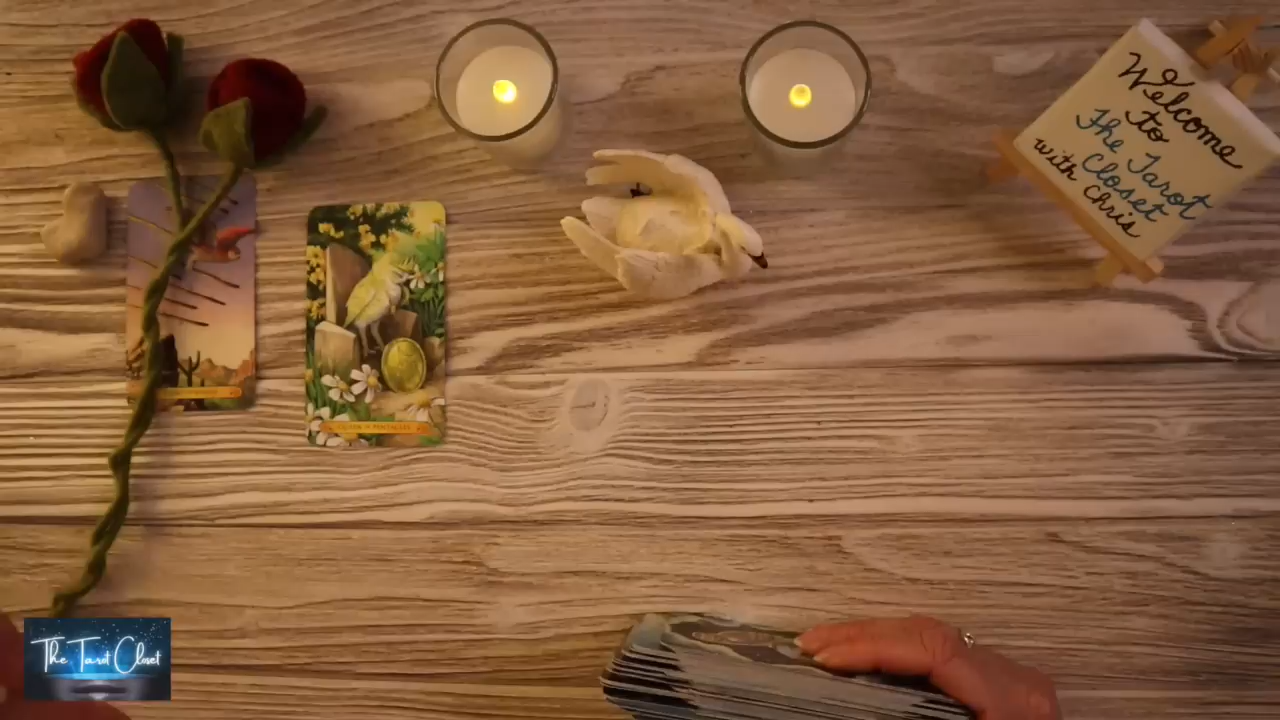 Welcome
to
The Tarot
Closet
with Chris
The Tarot Closet